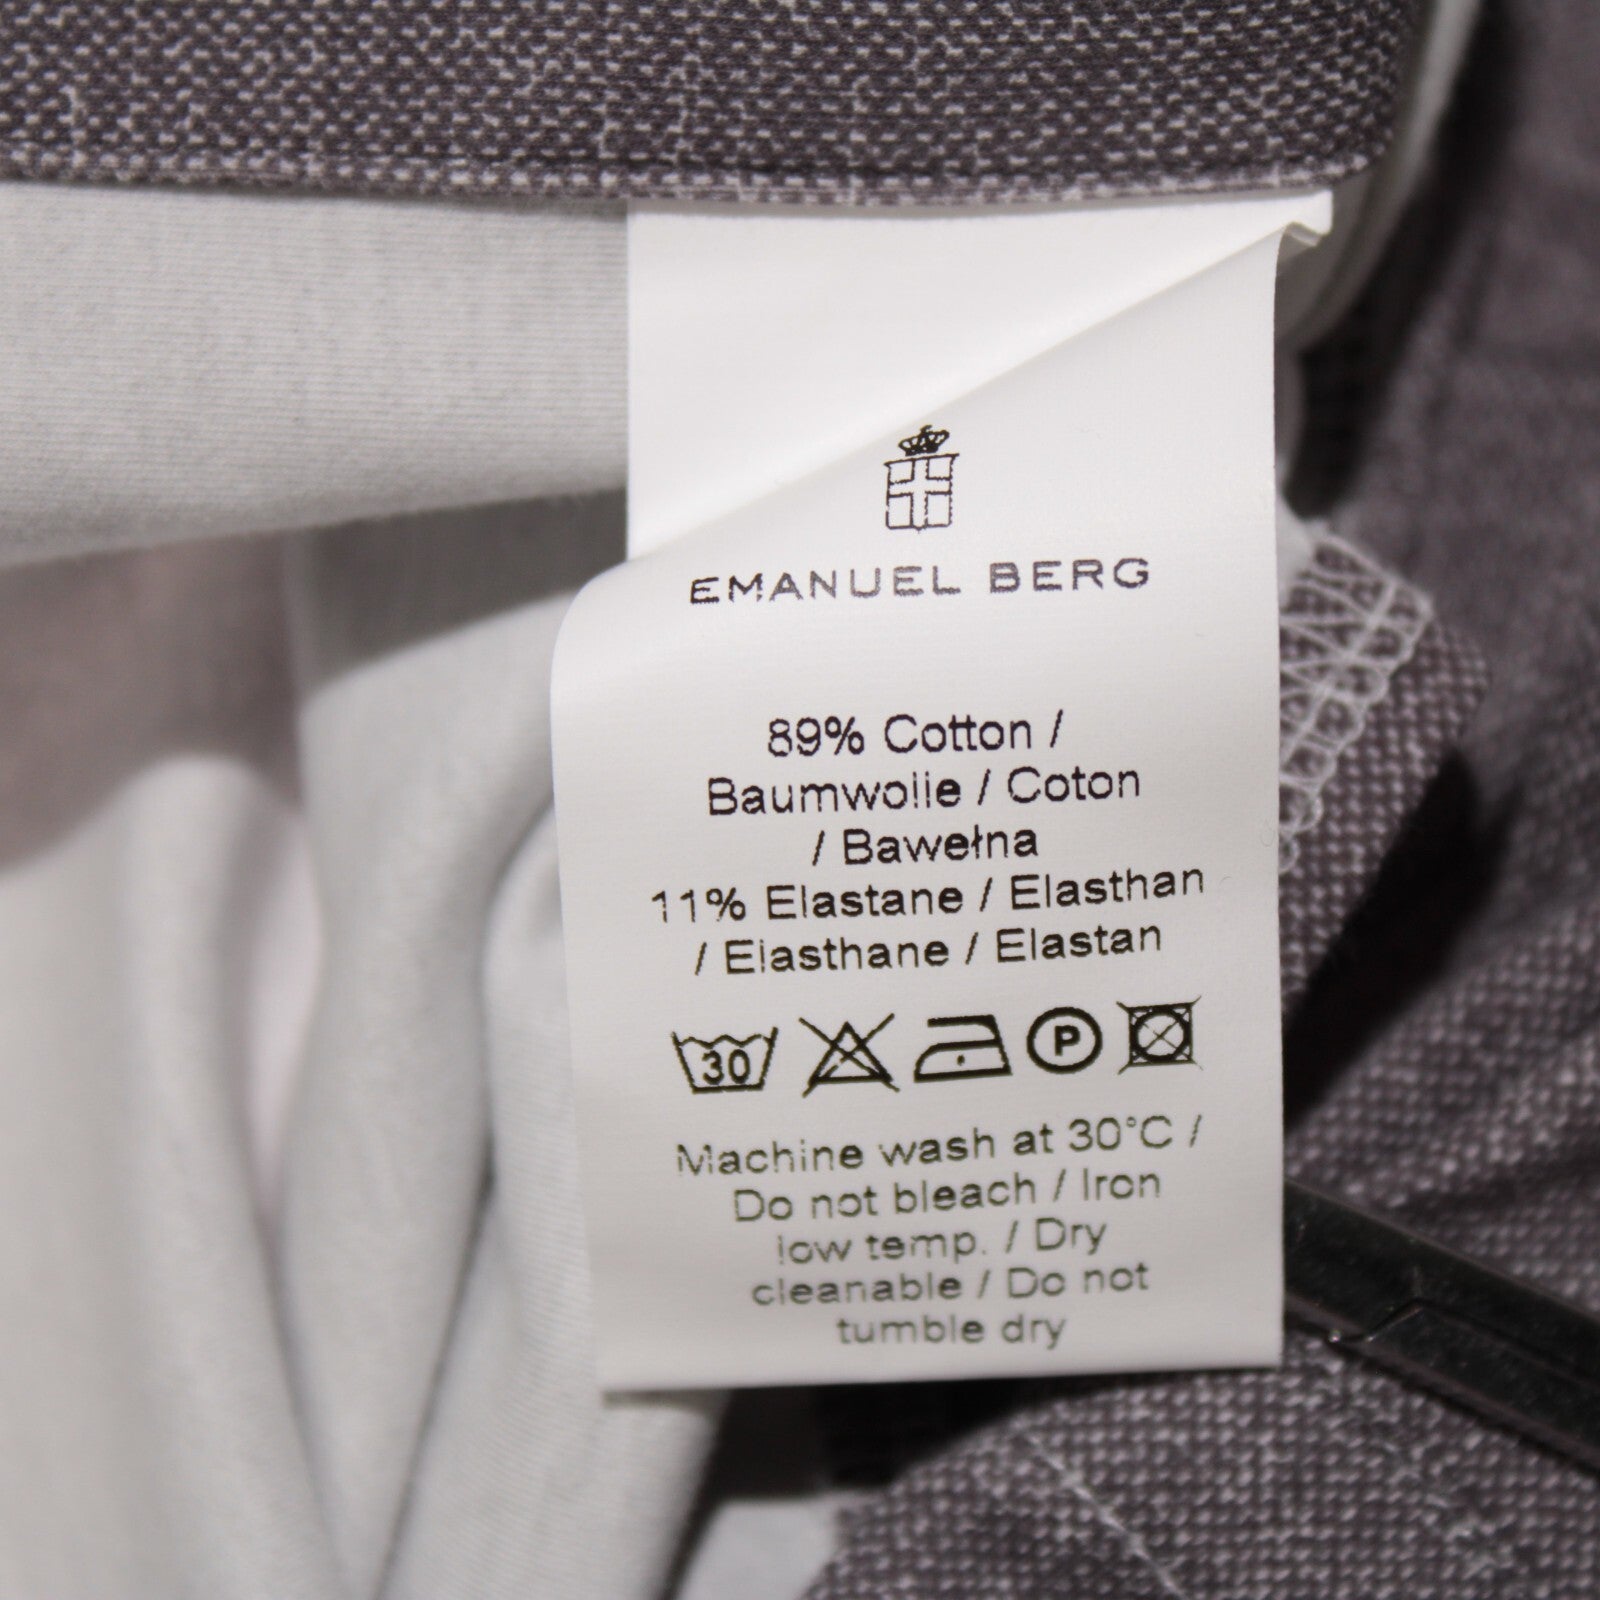 EMANUEL BERG
89% Cotton /
Baumwolle / Coton
/ Bawełna
11% Elastane / Elasthan
/ Elasthane / Elastan
30 P
Machine wash at 30°C /
Do not bleach / Iron
low temp. / Dry
cleanable / Do not
tumble dry